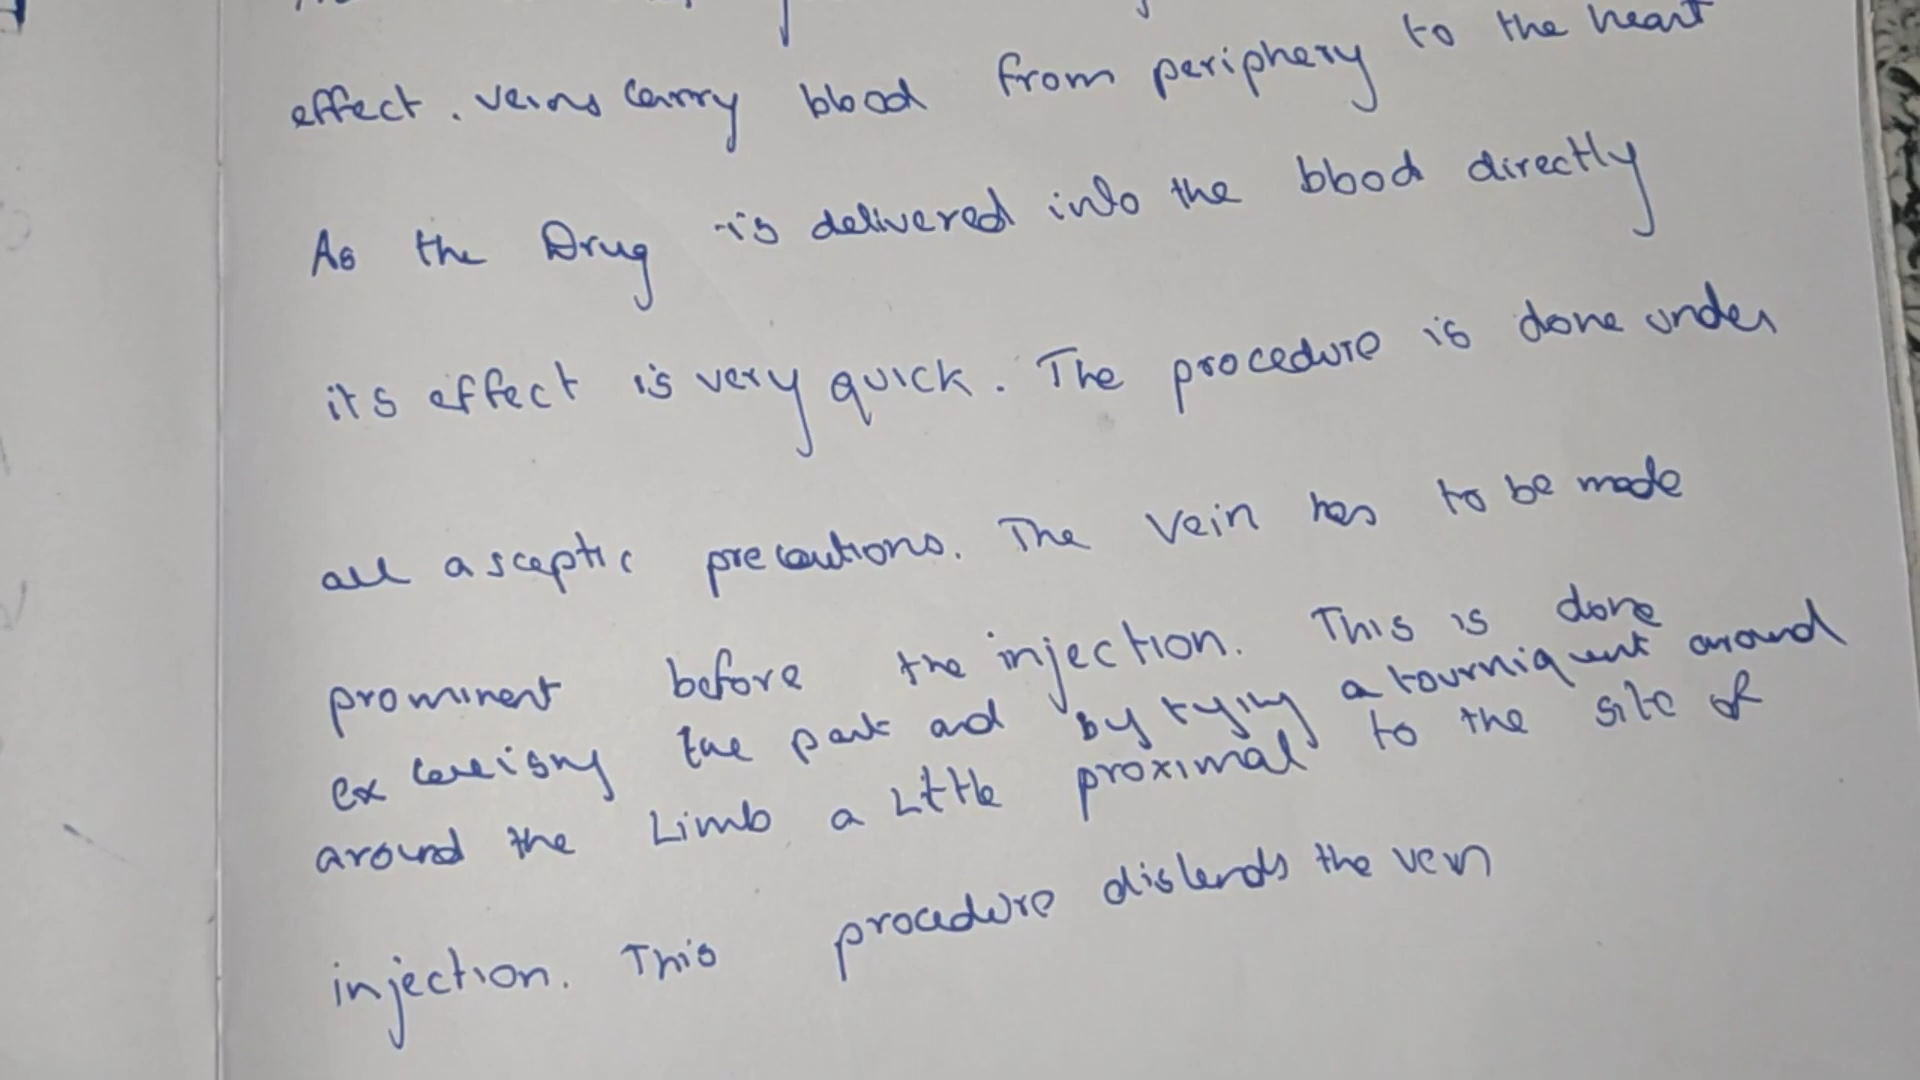 effect. veins carry blood from periphery to the heart
As the Drug is delivered into the blood directly
its effect is very quick. The procedure is done under
all asceptic precautions. The Vein has to be made
prominent before the injection. This is done
exerceisny the part and by tying a tourniquent around
around the Limb a Little proximal to the site of
injection. This procedure distends the vein